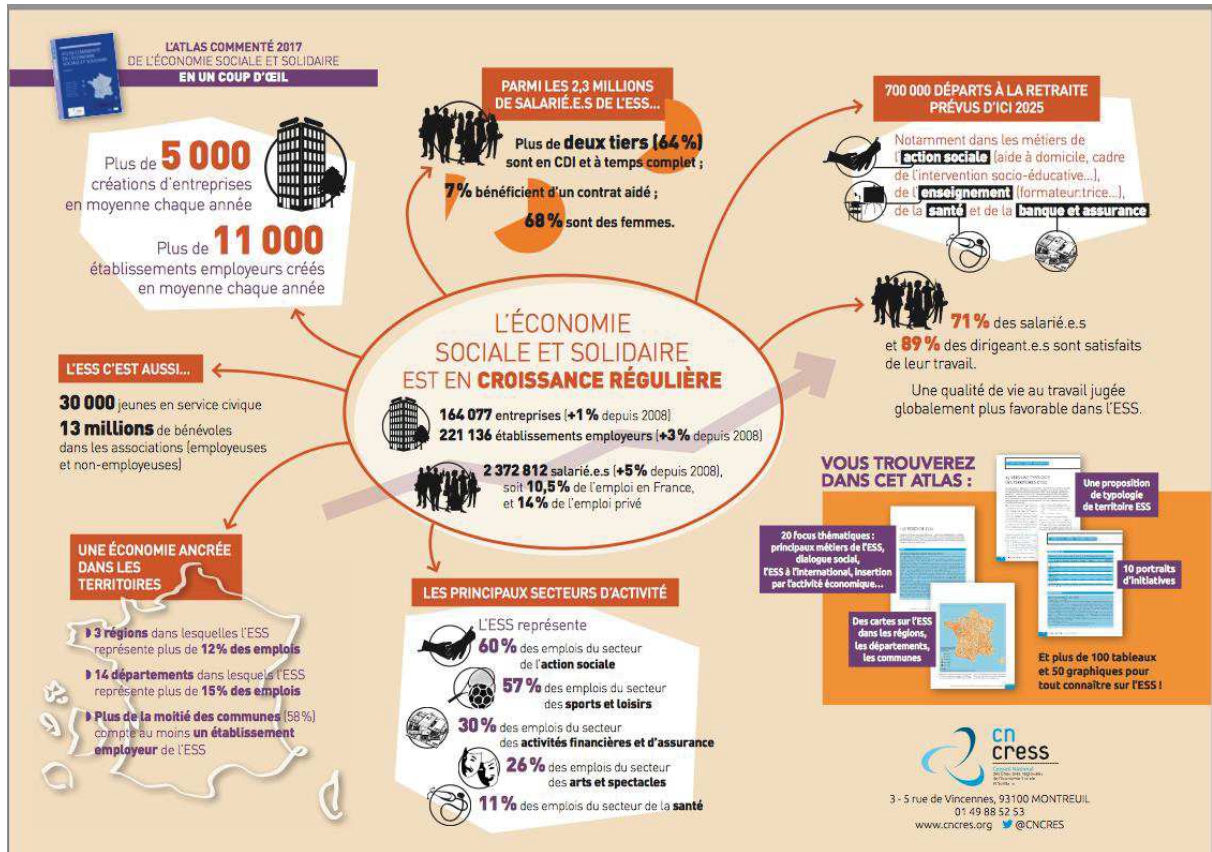 L'ATLAS COMMENTÉ 2017
DE L'ÉCONOMIE SOCIALE ET SOLIDAIRE
EN UN COUP D'ŒIL
Plus de 5 000
créations d'entreprises
en moyenne chaque année
Plus de 11 000
établissements employeurs créés
en moyenne chaque année
PARMI LES 2,3 MILLIONS
DE SALARIÉ.E.S DE L'ESS...
Plus de deux tiers (64%)
sont en CDI et à temps complet ;
7% bénéficient d'un contrat aidé ;
68% sont des femmes.
700 000 DÉPARTS À LA RETRAITE
PRÉVUS D'ICI 2025
Notamment dans les métiers de
l'action sociale (aide à domicile, cadre
de l'intervention socio-éducative...),
de l'enseignement (formateur.trice...),
de la santé et de la banque et assurance.
71% des salarié.e.s
et 89% des dirigeant.e.s sont satisfaits
de leur travail.
Une qualité de vie au travail jugée
globalement plus favorable dans l'ESS.
L'ÉCONOMIE
SOCIALE ET SOLIDAIRE
EST EN CROISSANCE RÉGULIÈRE
164 077 entreprises (+1% depuis 2008)
221 136 établissements employeurs (+3% depuis 2008)
2 372 812 salarié.e.s (+5% depuis 2008),
soit 10,5% de l'emploi en France,
et 14% de l'emploi privé
L'ESS C'EST AUSSI...
30 000 jeunes en service civique
13 millions de bénévoles
dans les associations (employeuses
et non-employeuses)
UNE ÉCONOMIE ANCRÉE
DANS LES
TERRITOIRES
3 régions dans lesquelles l'ESS
représente plus de 12% des emplois
14 départements dans lesquels l'ESS
représente plus de 15% des emplois
Plus de la moitié des communes (58%)
compte au moins un établissement
employeur de l'ESS
LES PRINCIPAUX SECTEURS D'ACTIVITÉ
L'ESS représente
60% des emplois du secteur
de l'action sociale
57% des emplois du secteur
des sports et loisirs
30% des emplois du secteur
des activités financières et d'assurance
26% des emplois du secteur
des arts et spectacles
11% des emplois du secteur de la santé
VOUS TROUVEREZ
DANS CET ATLAS :
Une proposition
de typologie
de territoire ESS
20 focus thématiques :
principaux métiers de l'ESS,
dialogue social,
l'ESS à l'international, insertion
par l'activité économique...
10 portraits
d'initiatives
Des cartes sur l'ESS
dans les régions,
les départements,
les communes
Et plus de 100 tableaux
et 50 graphiques pour
tout connaître sur l'ESS !
cn
cress
Conseil National
des Chambres régionales
de l'Économie Sociale
et Solidaire
3 - 5 rue de Vincennes, 93100 MONTREUIL
01 49 88 52 53
www.cncres.org @CNCRES